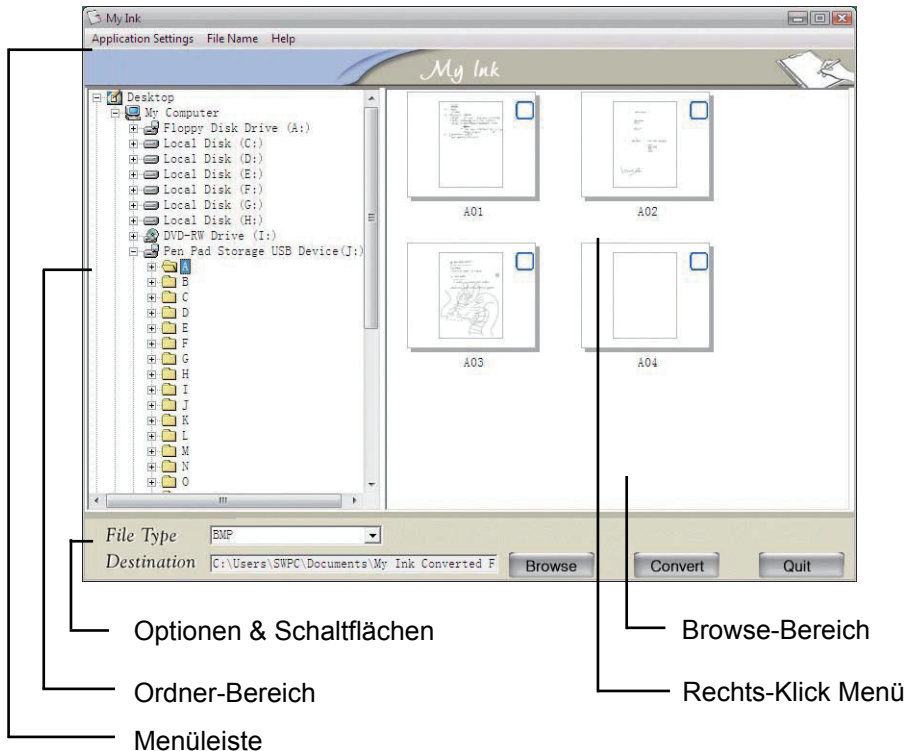 My Ink
Application Settings File Name Help
My Ink
Desktop
My Computer
Floppy Disk Drive (A:)
Local Disk (C:)
Local Disk (D:)
Local Disk (E:)
Local Disk (F:)
Local Disk (G:)
Local Disk (H:)
DVD-RW Drive (I:)
Pen Pad Storage USB Device(J:)
A
B
C
D
E
F
G
H
I
J
K
L
M
N
O
A01 A02
A03 A04
File Type BMP
Destination C:\Users\SWPC\Documents\My Ink Converted F Browse Convert Quit
Optionen & Schaltflächen
Browse-Bereich
Ordner-Bereich
Rechts-Klick Menü
Menüleiste